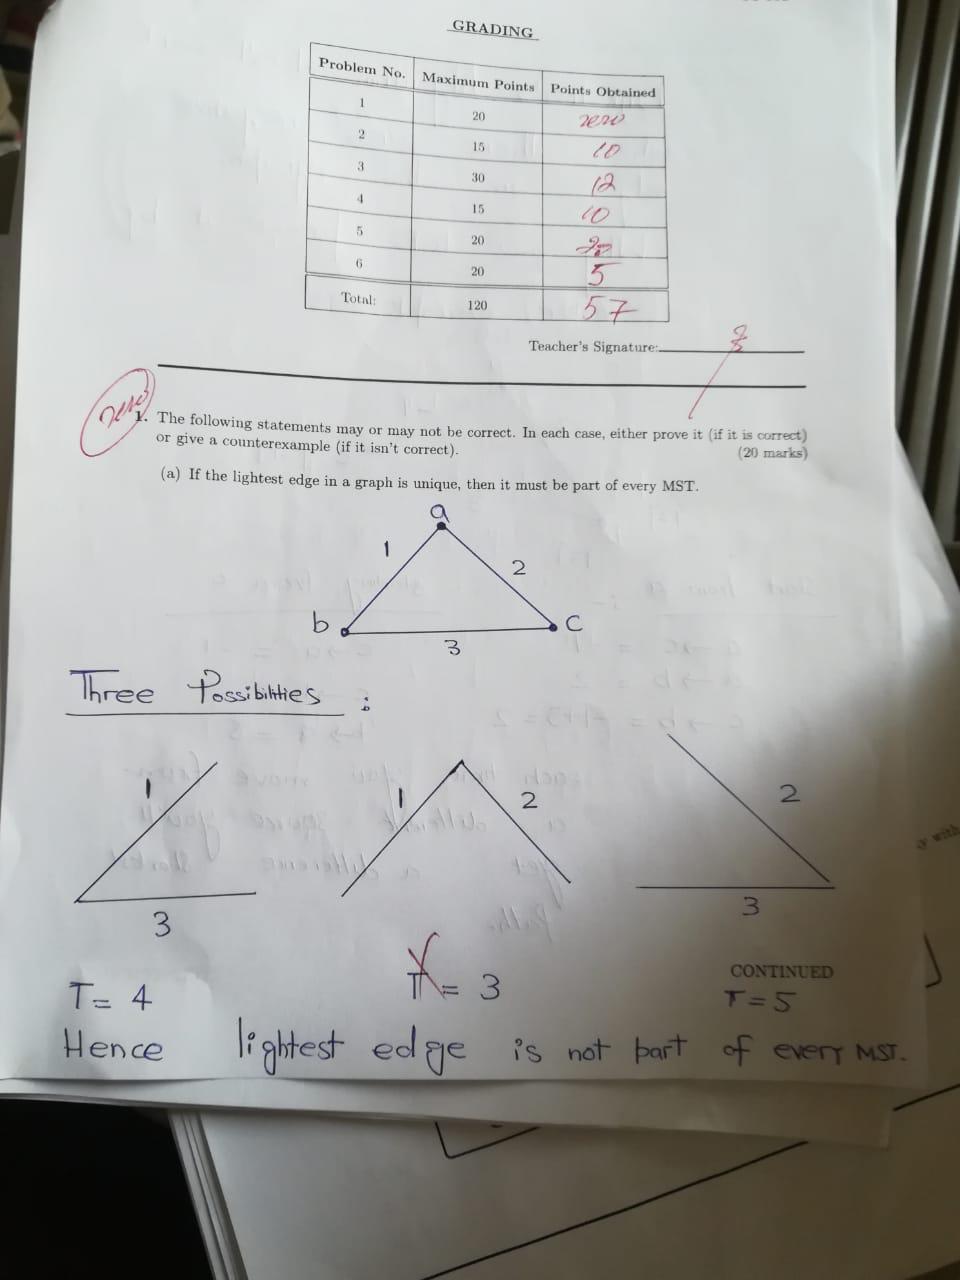 GRADING
Problem No. Maximum Points Points Obtained
1 20 zero
2 15 10
3 30 12
4 15 10
5 20
6 20 5
Total: 120 57
Teacher's Signature:
zero
1. The following statements may or may not be correct. In each case, either prove it (if it is correct)
or give a counterexample (if it isn't correct). (20 marks)
(a) If the lightest edge in a graph is unique, then it must be part of every MST.
a
1 2
b c
3
Three Possibilities :
1 1 2 2
3 3
CONTINUED
T= 4 T= 3 T=5
Hence lightest edge is not part of every MST.